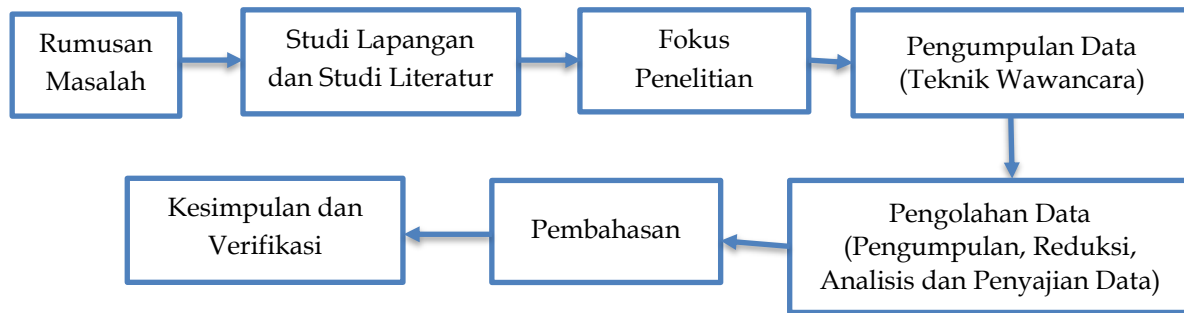 Rumusan
Masalah
Studi Lapangan
dan Studi Literatur
Fokus
Penelitian
Pengumpulan Data
(Teknik Wawancara)
Pengolahan Data
(Pengumpulan, Reduksi,
Analisis dan Penyajian Data)
Pembahasan
Kesimpulan dan
Verifikasi